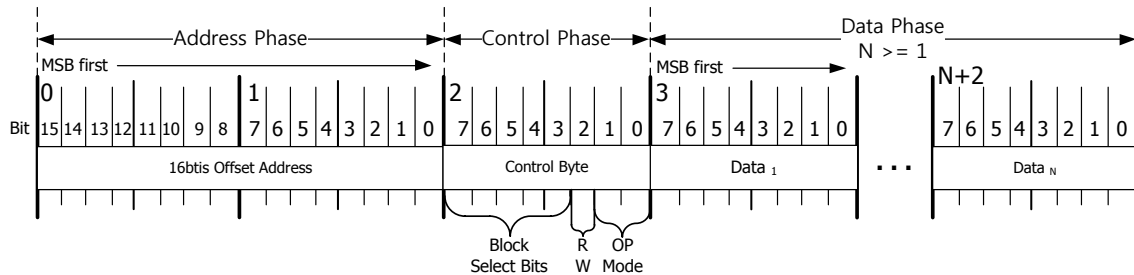 Address Phase Control Phase Data Phase
N >= 1
MSB first MSB first
0 1 2 3 N+2
Bit 15 14 13 12 11 10 9 8 7 6 5 4 3 2 1 0 7 6 5 4 3 2 1 0 7 6 5 4 3 2 1 0 7 6 5 4 3 2 1 0
16btis Offset Address Control Byte Data 1 ... Data N
Block R OP
Select Bits W Mode